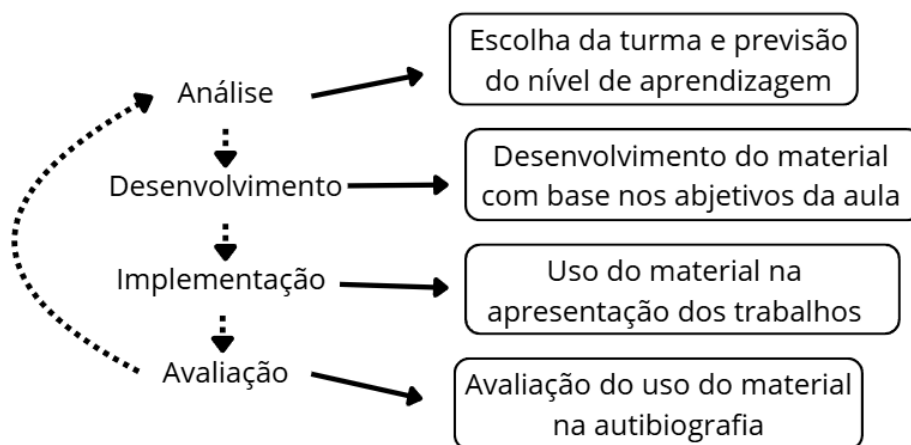 Análise
Escolha da turma e previsão
do nível de aprendizagem
Desenvolvimento
Desenvolvimento do material
com base nos abjetivos da aula
Implementação
Uso do material na
apresentação dos trabalhos
Avaliação
Avaliação do uso do material
na autibiografia